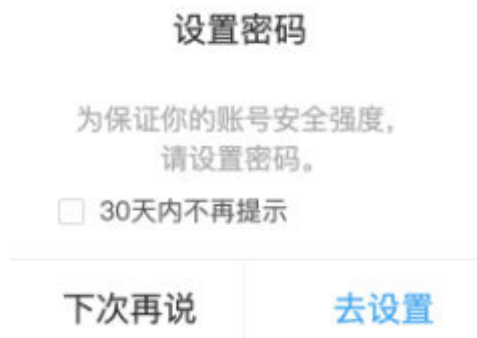 设置密码
为保证你的账号安全强度,
请设置密码。
30天内不再提示
下次再说 去设置